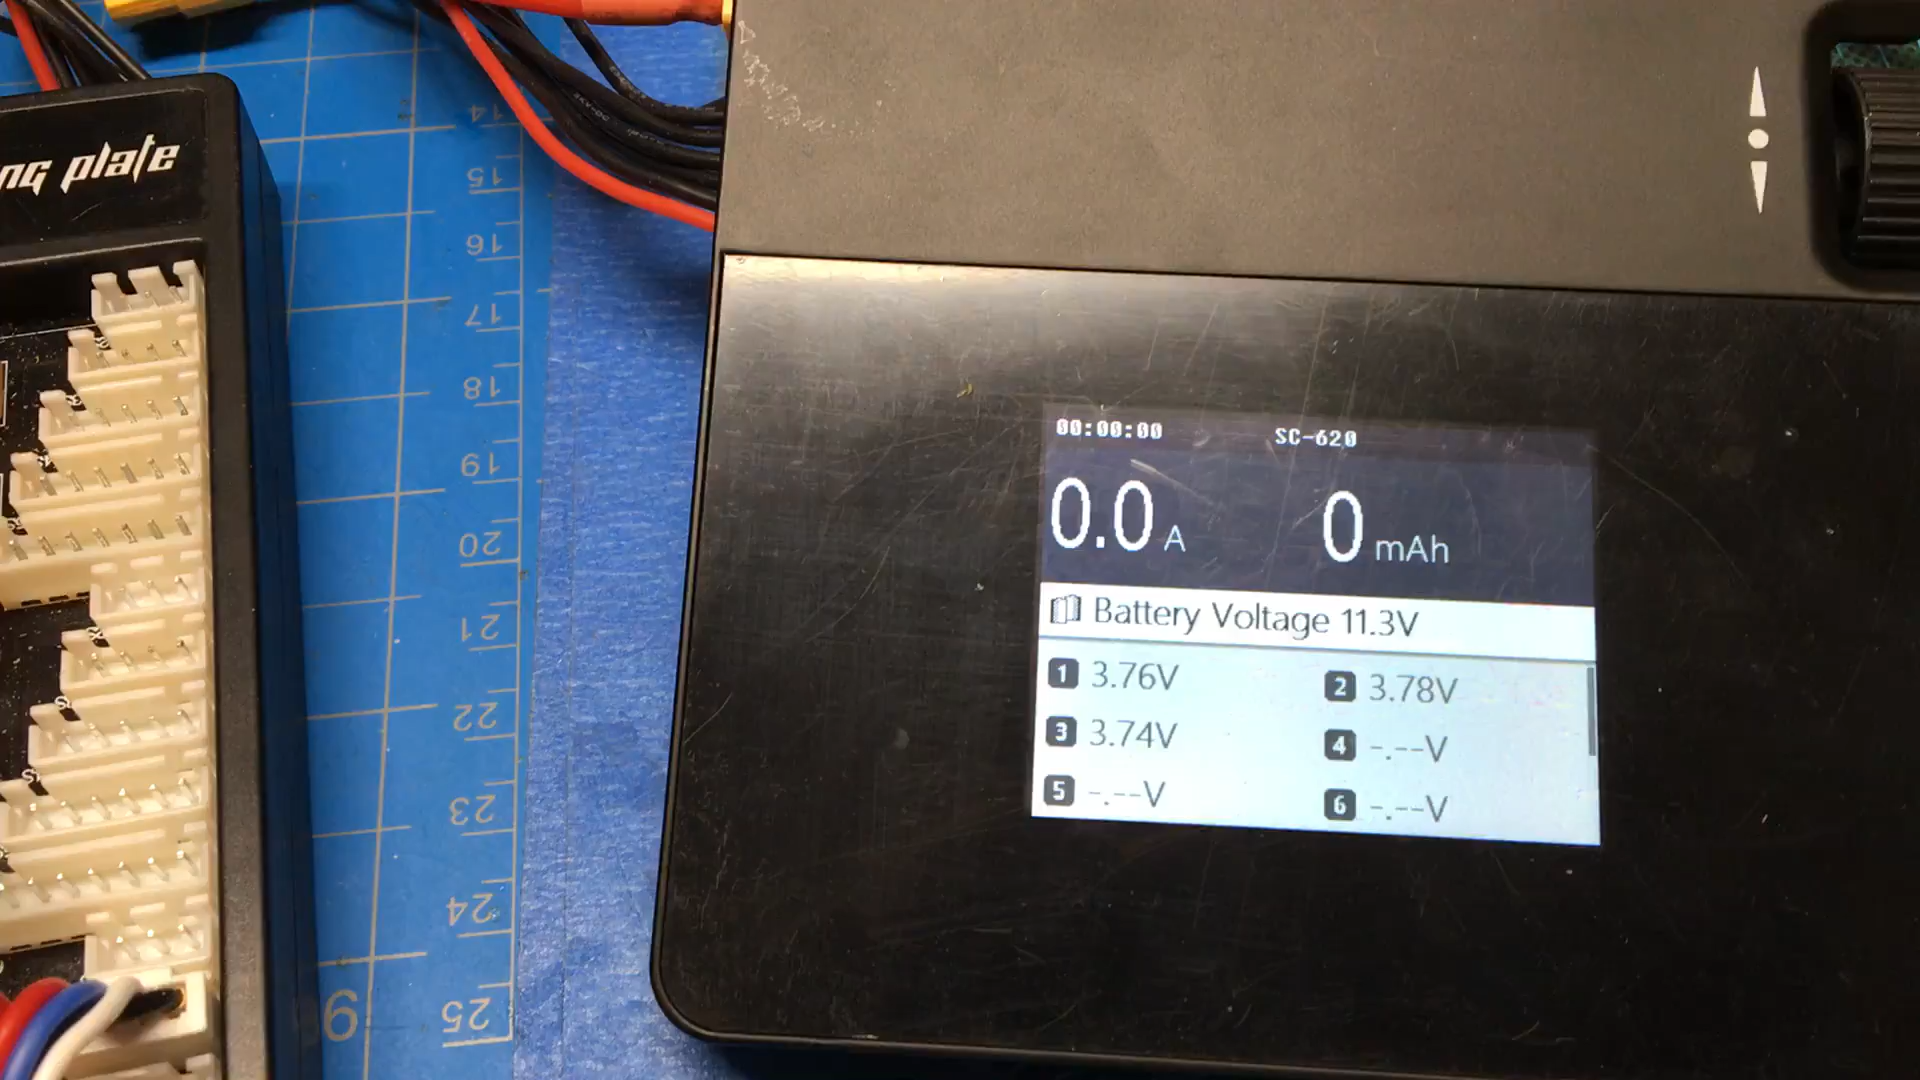 ng plate
14
15
16
17
18
19
20
21
22
23
24
25
9
00:00:00 SC-620
0.0 A 0 mAh
Battery Voltage 11.3V
1 3.76V 2 3.78V
3 3.74V 4 -.--V
5 -.--V 6 -.--V